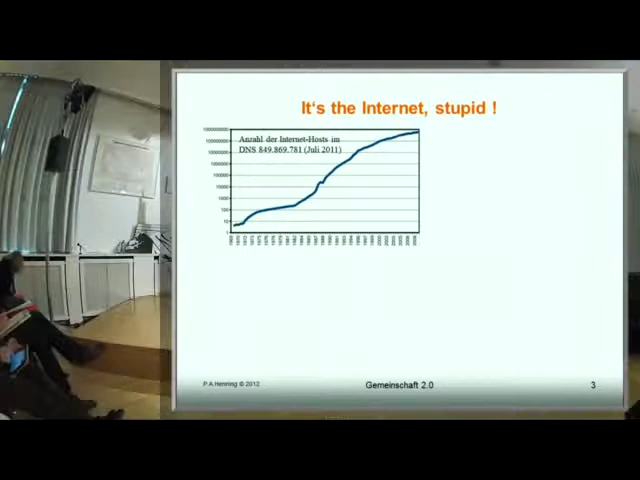 It's the Internet, stupid !
Anzahl der Internet-Hosts im
DNS 849.869.781 (Juli 2011)
P.A.Henning © 2012
Gemeinschaft 2.0
3